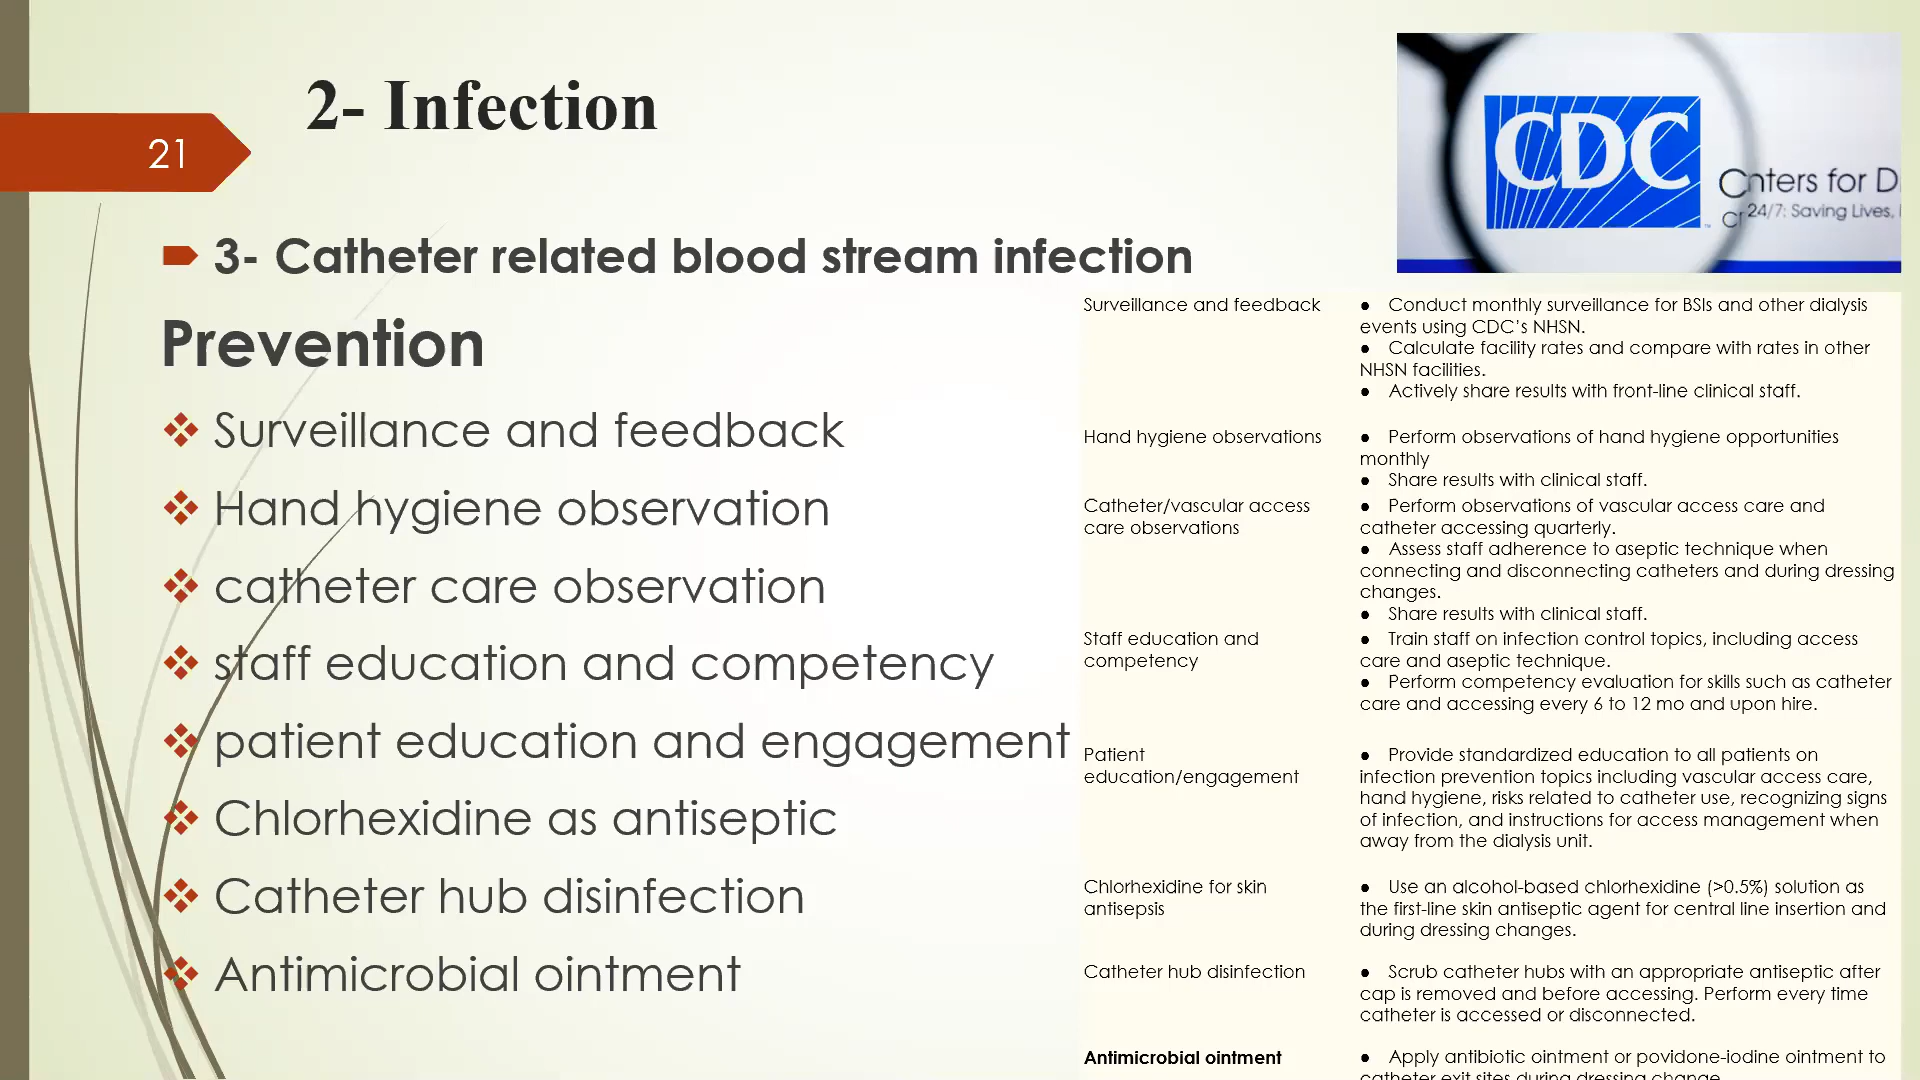 2- Infection
21
CDC
Centers for D
24/7: Saving Lives,
3- Catheter related blood stream infection
Prevention
Surveillance and feedback
Hand hygiene observation
catheter care observation
staff education and competency
patient education and engagement
Chlorhexidine as antiseptic
Catheter hub disinfection
Antimicrobial ointment
Surveillance and feedback
● Conduct monthly surveillance for BSIs and other dialysis
events using CDC's NHSN.
● Calculate facility rates and compare with rates in other
NHSN facilities.
● Actively share results with front-line clinical staff.
Hand hygiene observations
● Perform observations of hand hygiene opportunities
monthly
● Share results with clinical staff.
Catheter/vascular access
care observations
● Perform observations of vascular access care and
catheter accessing quarterly.
● Assess staff adherence to aseptic technique when
connecting and disconnecting catheters and during dressing
changes.
● Share results with clinical staff.
Staff education and
competency
● Train staff on infection control topics, including access
care and aseptic technique.
● Perform competency evaluation for skills such as catheter
care and accessing every 6 to 12 mo and upon hire.
Patient
education/engagement
● Provide standardized education to all patients on
infection prevention topics including vascular access care,
hand hygiene, risks related to catheter use, recognizing signs
of infection, and instructions for access management when
away from the dialysis unit.
Chlorhexidine for skin
antisepsis
● Use an alcohol-based chlorhexidine (>0.5%) solution as
the first-line skin antiseptic agent for central line insertion and
during dressing changes.
Catheter hub disinfection
● Scrub catheter hubs with an appropriate antiseptic after
cap is removed and before accessing. Perform every time
catheter is accessed or disconnected.
Antimicrobial ointment
● Apply antibiotic ointment or povidone-iodine ointment to
catheter exit sites during dressing change.